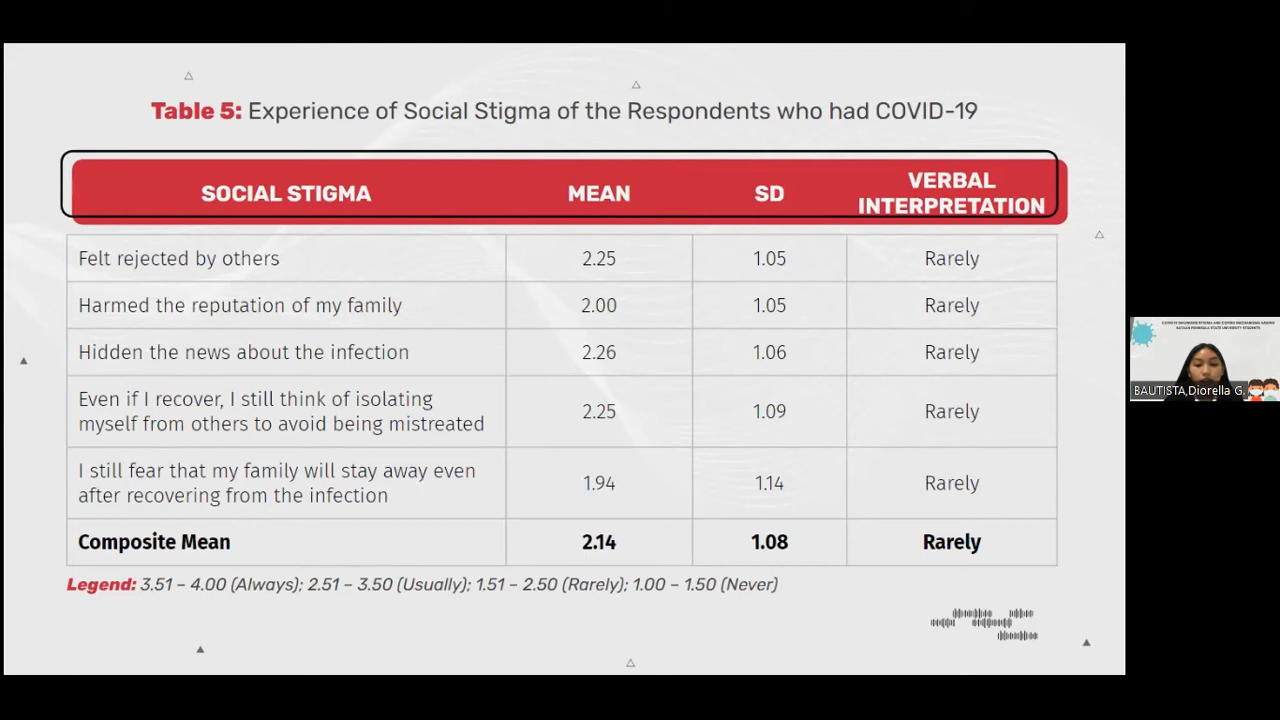 Table 5: Experience of Social Stigma of the Respondents who had COVID-19
SOCIAL STIGMA MEAN SD VERBAL INTERPRETATION
Felt rejected by others 2.25 1.05 Rarely
Harmed the reputation of my family 2.00 1.05 Rarely
Hidden the news about the infection 2.26 1.06 Rarely
Even if I recover, I still think of isolating
myself from others to avoid being mistreated 2.25 1.09 Rarely
I still fear that my family will stay away even
after recovering from the infection 1.94 1.14 Rarely
Composite Mean 2.14 1.08 Rarely
Legend: 3.51 – 4.00 (Always); 2.51 – 3.50 (Usually); 1.51 – 2.50 (Rarely); 1.00 – 1.50 (Never)
BAUTISTA,Diorella G.